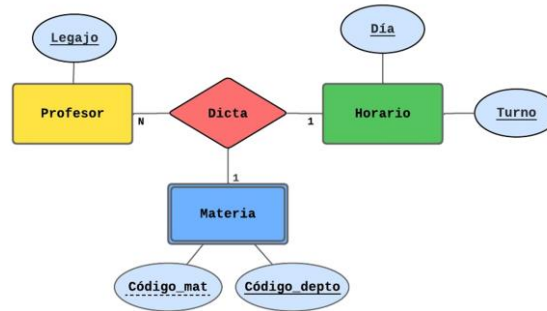 Legajo
Día
Profesor
N
Dicta
1
Horario
Turno
1
Materia
Código_mat
Código_depto